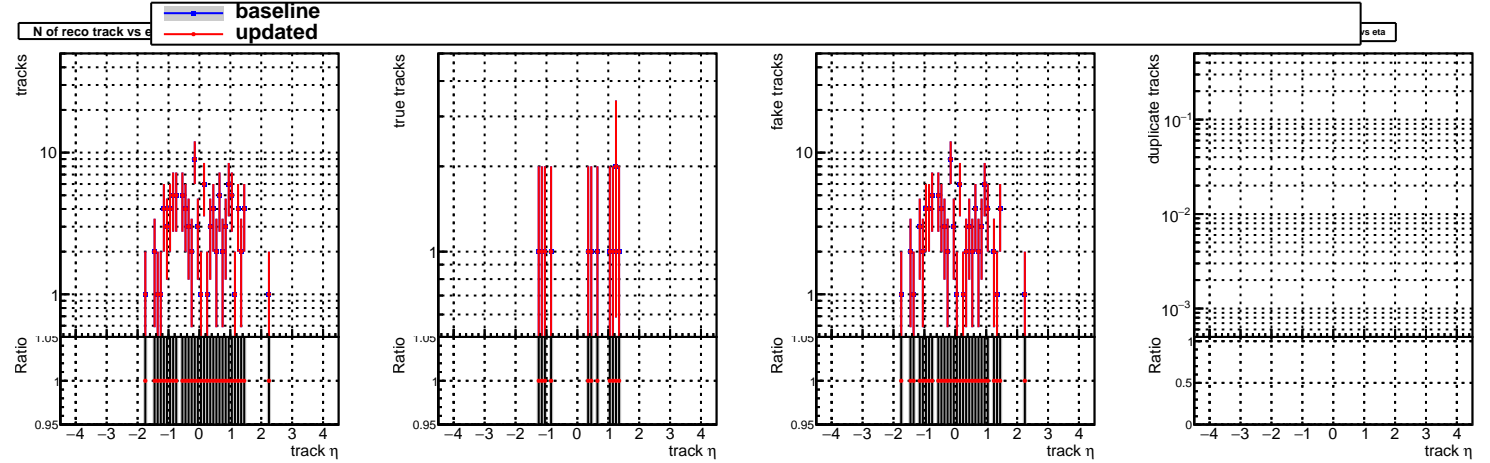 baseline
updated
N of reco track vs e
vs eta
tracks
10
1
Ratio
1.05
1
0.95
−4 −3 −2 −1 0 1 2 3 4
track η
true tracks
1
Ratio
1.05
1
0.95
−4 −3 −2 −1 0 1 2 3 4
track η
fake tracks
10
1
Ratio
1.05
1
0.95
−4 −3 −2 −1 0 1 2 3 4
track η
duplicate tracks
10⁻¹
10⁻²
10⁻³
Ratio
1
0.5
0
−4 −3 −2 −1 0 1 2 3 4
track η